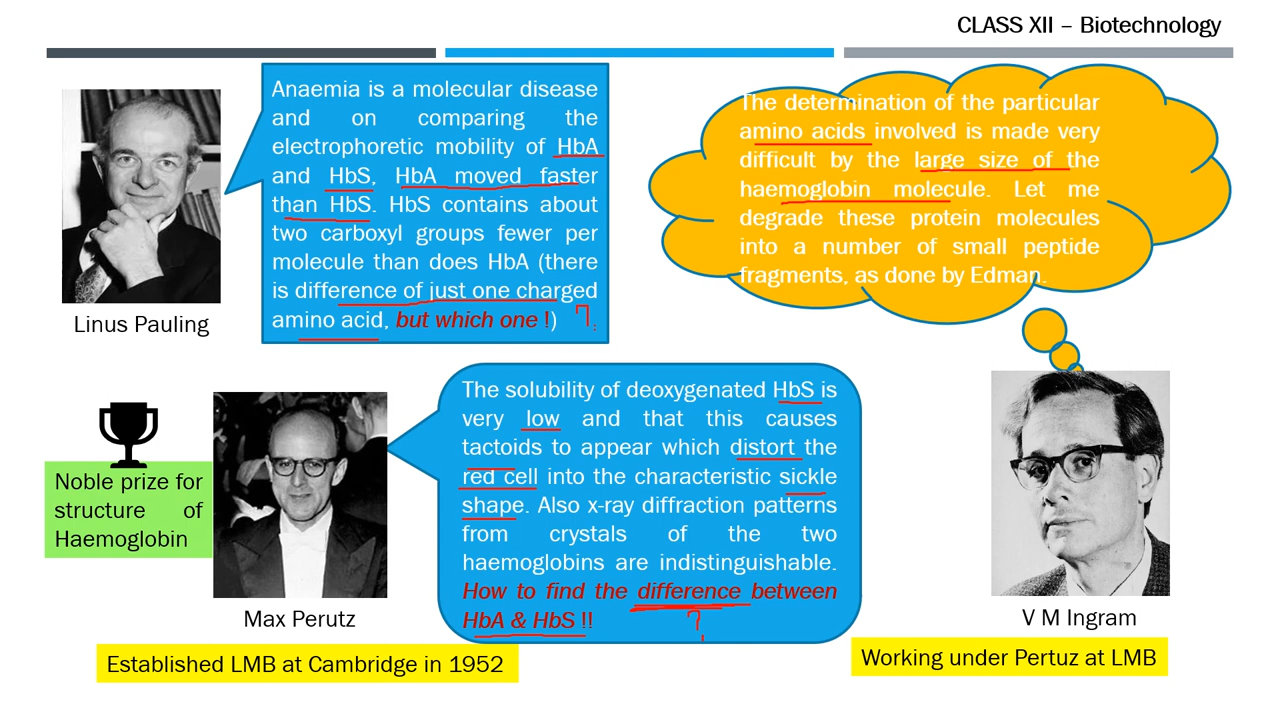 CLASS XII – Biotechnology
Anaemia is a molecular disease
and on comparing the
electrophoretic mobility of HbA
and HbS, HbA moved faster
than HbS. HbS contains about
two carboxyl groups fewer per
molecule than does HbA (there
is difference of just one charged
amino acid, but which one !) ?
Linus Pauling
The determination of the particular
amino acids involved is made very
difficult by the large size of the
haemoglobin molecule. Let me
degrade these protein molecules
into a number of small peptide
fragments, as done by Edman.
The solubility of deoxygenated HbS is
very low and that this causes
tactoids to appear which distort the
red cell into the characteristic sickle
shape. Also x-ray diffraction patterns
from crystals of the two
haemoglobins are indistinguishable.
How to find the difference between
HbA & HbS !! ?
Noble prize for
structure of
Haemoglobin
Max Perutz
Established LMB at Cambridge in 1952
V M Ingram
Working under Pertuz at LMB